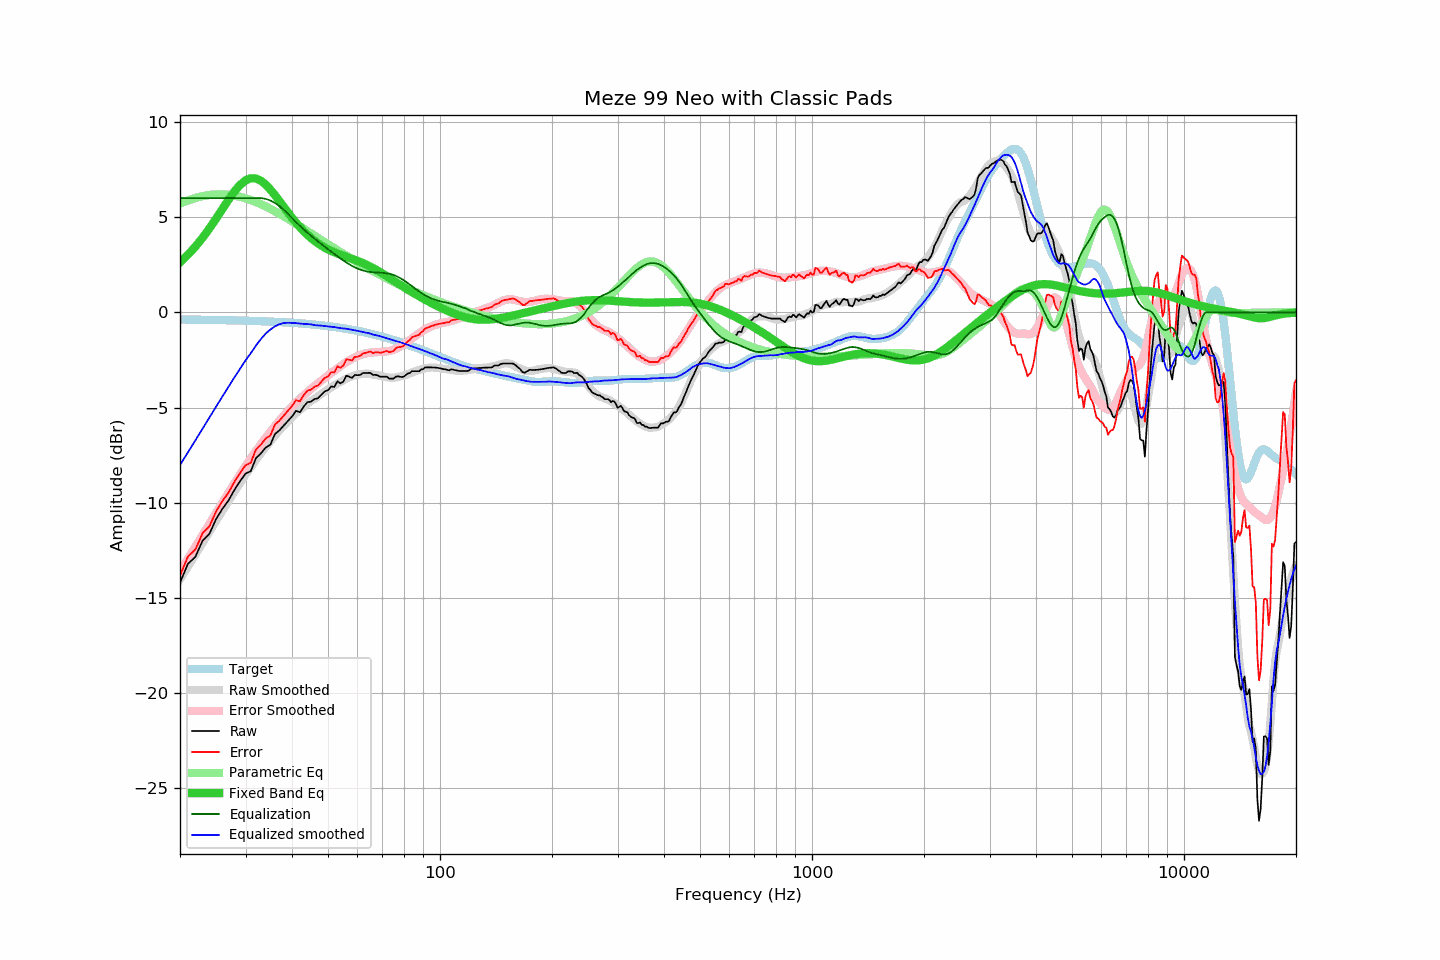 Meze 99 Neo with Classic Pads
10
5
0
−5
−10
−15
−20
−25
Amplitude (dBr)
Target
Raw Smoothed
Error Smoothed
Raw
Error
Parametric Eq
Fixed Band Eq
Equalization
Equalized smoothed
100
1000
10000
Frequency (Hz)